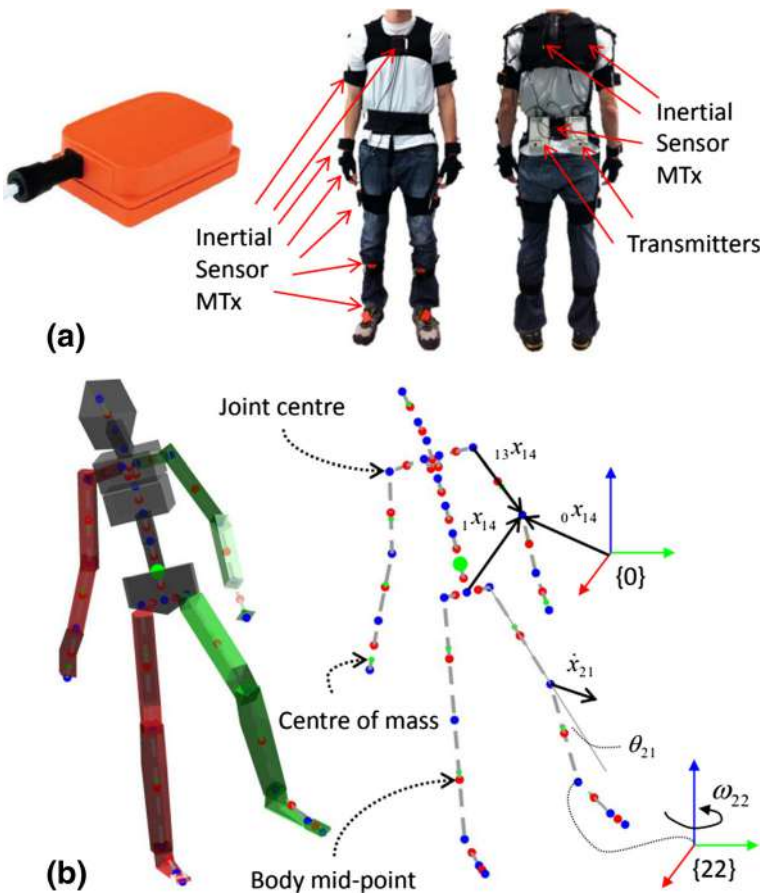 Inertial
Sensor
MTx
Transmitters
Inertial
Sensor
MTx
(a)
Joint centre
₁₃x₁₄
₁x₁₄
₀x₁₄
{0}
ẋ₂₁
Centre of mass
θ₂₁
ω₂₂
{22}
Body mid-point
(b)